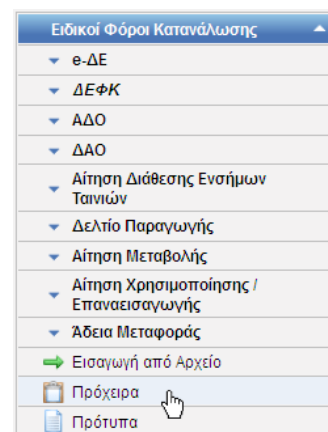 Ειδικοί Φόροι Κατανάλωσης
e-ΔΕ
ΔΕΦΚ
ΑΔΟ
ΔΑΟ
Αίτηση Διάθεσης Ενσήμων
Ταινιών
Δελτίο Παραγωγής
Αίτηση Μεταβολής
Αίτηση Χρησιμοποίησης /
Επαναεισαγωγής
Άδεια Μεταφοράς
Εισαγωγή από Αρχείο
Πρόχειρα
Πρότυπα